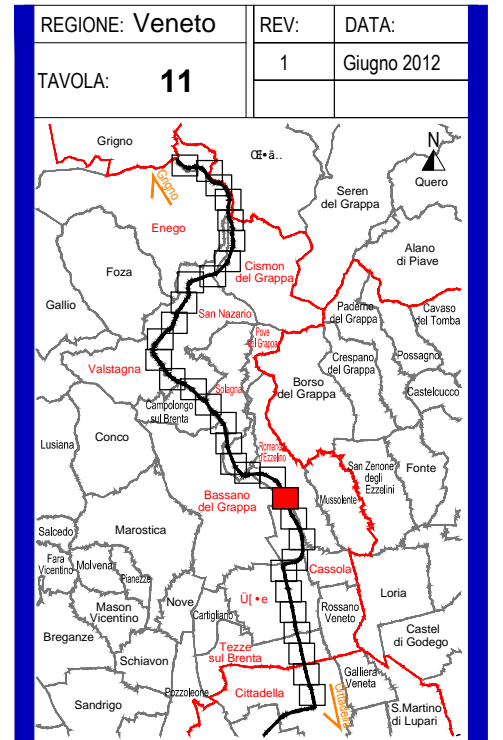 REGIONE: Veneto
REV:
DATA:
TAVOLA: 11
1
Giugno 2012
Grigno
N
Quero
Grigno
Seren
del Grappa
Enego
Alano
di Piave
Cismon
del Grappa
Foza
Gallio
San Nazario
Paderno
del Grappa
Cavaso
del Tomba
Pove
del Grappa
Crespano
del Grappa
Possagno
Valstagna
Solagna
Borso
del Grappa
Castelcucco
Campolongo
sul Brenta
Lusiana
Conco
Romano
d'Ezzelino
San Zenone
degli
Ezzelini
Fonte
Bassano
del Grappa
Mussolente
Salcedo
Marostica
Fara
Vicentino
Molvena
Pianezze
Cassola
Loria
Mason
Vicentino
Nove
Cartigliano
Rossano
Veneto
Breganze
Castel
di Godego
Schiavon
Tezze
sul Brenta
Galliera
Veneta
Pozzoleone
Cittadella
Cittadella
Sandrigo
S.Martino
di Lupari